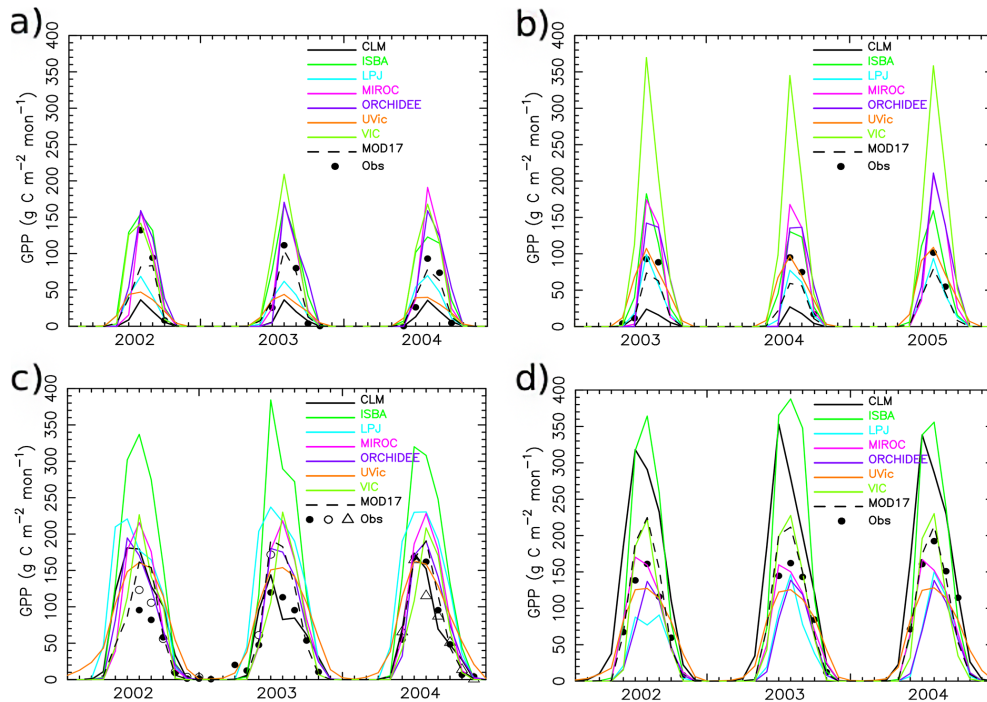 a)
GPP (g C m−2 mon−1)
400
350
300
250
200
150
100
50
0
CLM
ISBA
LPJ
MIROC
ORCHIDEE
UVic
VIC
MOD17
Obs
2002 2003 2004
b)
GPP (g C m−2 mon−1)
400
350
300
250
200
150
100
50
0
CLM
ISBA
LPJ
MIROC
ORCHIDEE
UVic
VIC
MOD17
Obs
2003 2004 2005
c)
GPP (g C m−2 mon−1)
400
350
300
250
200
150
100
50
0
CLM
ISBA
LPJ
MIROC
ORCHIDEE
UVic
VIC
MOD17
Obs
2002 2003 2004
d)
GPP (g C m−2 mon−1)
400
350
300
250
200
150
100
50
0
CLM
ISBA
LPJ
MIROC
ORCHIDEE
UVic
VIC
MOD17
Obs
2002 2003 2004